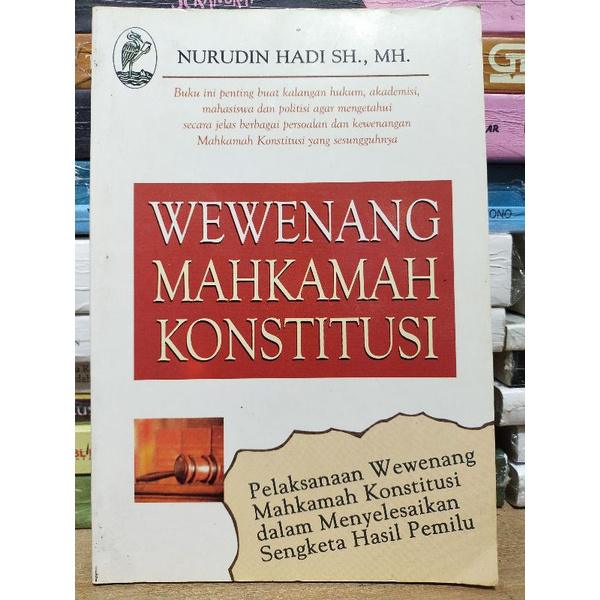 NURUDIN HADI SH., MH.
Buku ini penting buat kalangan hukum, akademisi,
mahasiswa dan politisi agar mengetahui
secara jelas berbagai persoalan dan kewenangan
Mahkamah Konstitusi yang sesungguhnya
WEWENANG
MAHKAMAH
KONSTITUSI
Pelaksanaan Wewenang
Mahkamah Konstitusi
dalam Menyelesaikan
Sengketa Hasil Pemilu